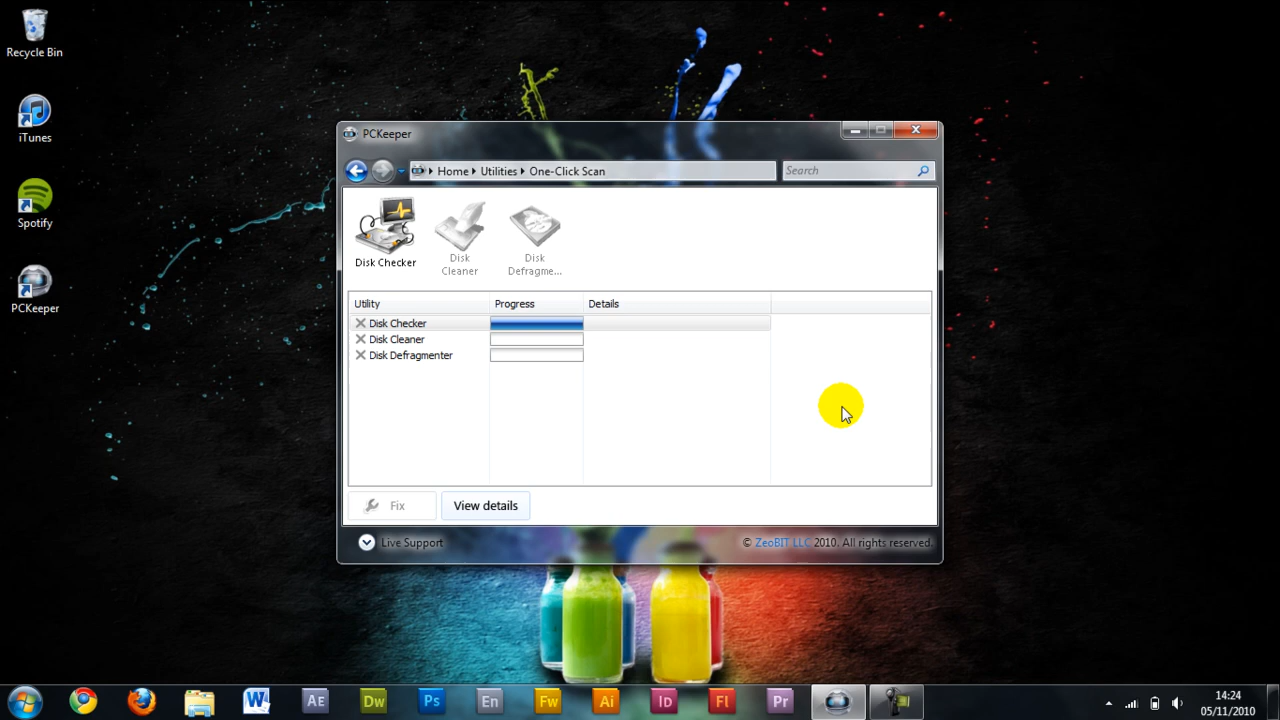 Recycle Bin
iTunes
Spotify
PCKeeper
PCKeeper
Home Utilities One-Click Scan
Search
Disk Checker
Disk
Cleaner
Disk
Defragme...
Utility Progress Details
Disk Checker
Disk Cleaner
Disk Defragmenter
Fix
View details
Live Support
© ZeoBIT LLC 2010, All rights reserved.
W AE Dw Ps En Fw Ai Id Fl Pr
14:24
05/11/2010